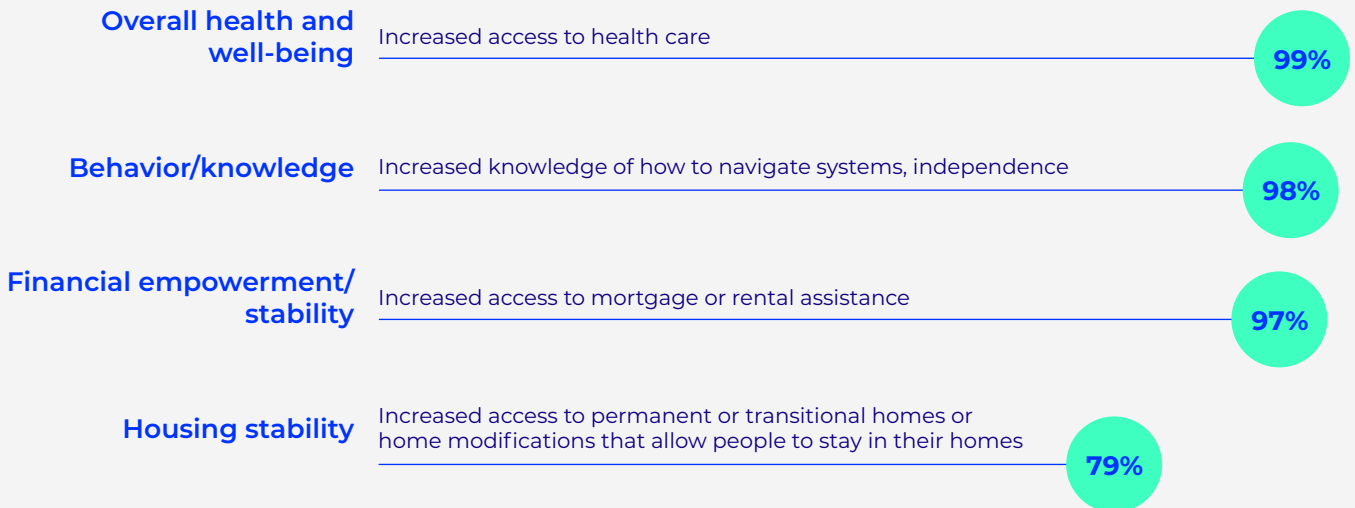 Overall health and
well-being
Increased access to health care
99%
Behavior/knowledge
Increased knowledge of how to navigate systems, independence
98%
Financial empowerment/
stability
Increased access to mortgage or rental assistance
97%
Housing stability
Increased access to permanent or transitional homes or
home modifications that allow people to stay in their homes
79%